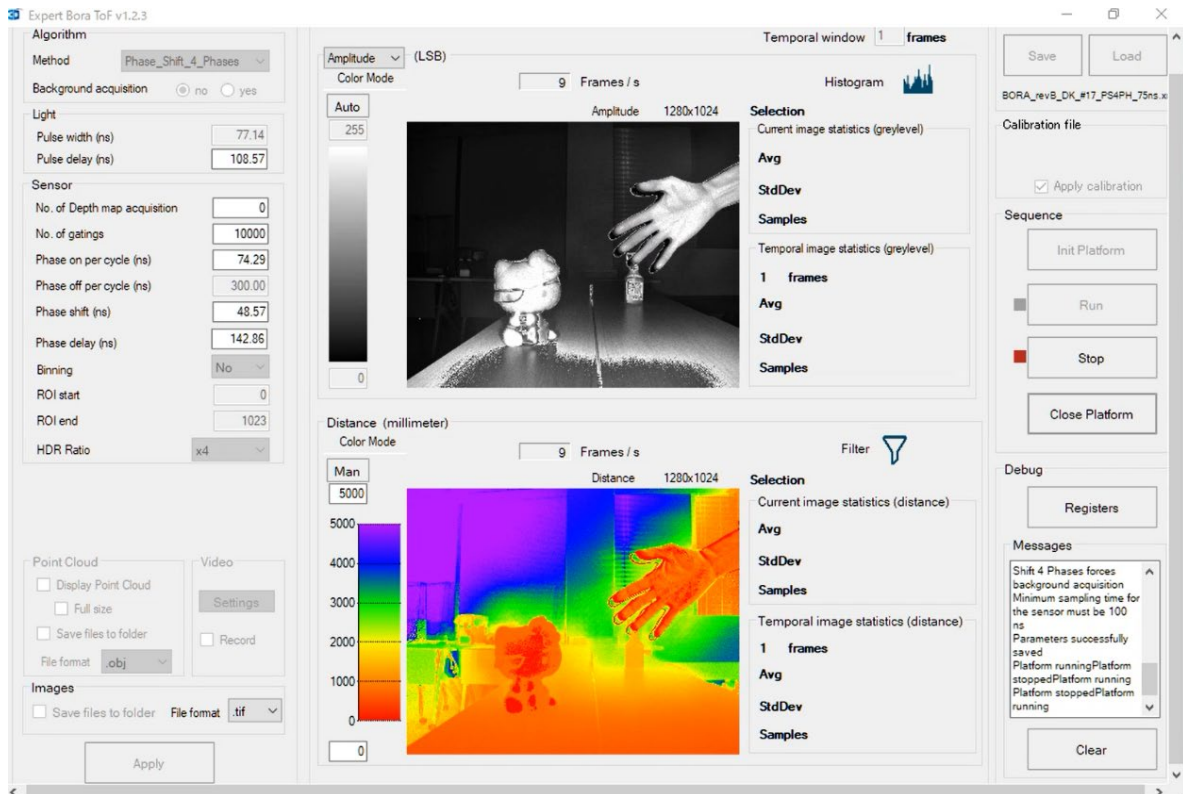 Expert Bora ToF v1.2.3
Algorithm
Method Phase_Shift_4_Phases
Background acquisition no yes
Light
Pulse width (ns) 77.14
Pulse delay (ns) 108.57
Sensor
No. of Depth map acquisition 0
No. of gatings 10000
Phase on per cycle (ns) 74.29
Phase off per cycle (ns) 300.00
Phase shift (ns) 48.57
Phase delay (ns) 142.86
Binning No
ROI start 0
ROI end 1023
HDR Ratio x4
Point Cloud
Display Point Cloud
Full size
Save files to folder
File format .obj
Video
Settings
Record
Images
Save files to folder File format .tif
Apply
Temporal window 1 frames
Amplitude (LSB)
Color Mode
9 Frames / s
Histogram
Auto
Amplitude 1280x1024
255
0
Selection
Current image statistics (greylevel)
Avg
StdDev
Samples
Temporal image statistics (greylevel)
1 frames
Avg
StdDev
Samples
Distance (millimeter)
Color Mode
9 Frames / s
Filter
Man
Distance 1280x1024
5000
5000
4000
3000
2000
1000
0
0
Selection
Current image statistics (distance)
Avg
StdDev
Samples
Temporal image statistics (distance)
1 frames
Avg
StdDev
Samples
Save Load
BORA_revB_DK_#17_PS4PH_75ns.x
Calibration file
Apply calibration
Sequence
Init Platform
Run
Stop
Close Platform
Debug
Registers
Messages
Shift 4 Phases forces
background acquisition
Minimum sampling time for
the sensor must be 100
ns
Parameters successfully
saved
Platform runningPlatform
stoppedPlatform running
Platform stoppedPlatform
running
Clear